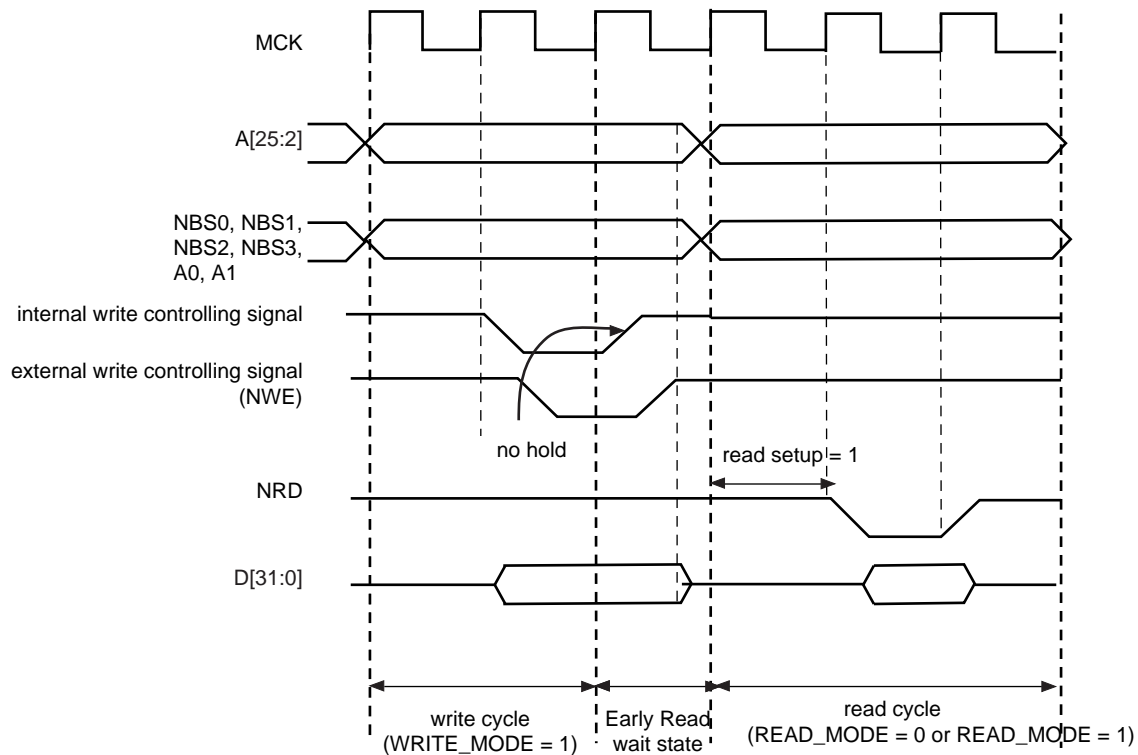 MCK
A[25:2]
NBS0, NBS1,
NBS2, NBS3,
A0, A1
internal write controlling signal
external write controlling signal
(NWE)
no hold
read setup = 1
NRD
D[31:0]
write cycle
(WRITE_MODE = 1)
Early Read
wait state
read cycle
(READ_MODE = 0 or READ_MODE = 1)